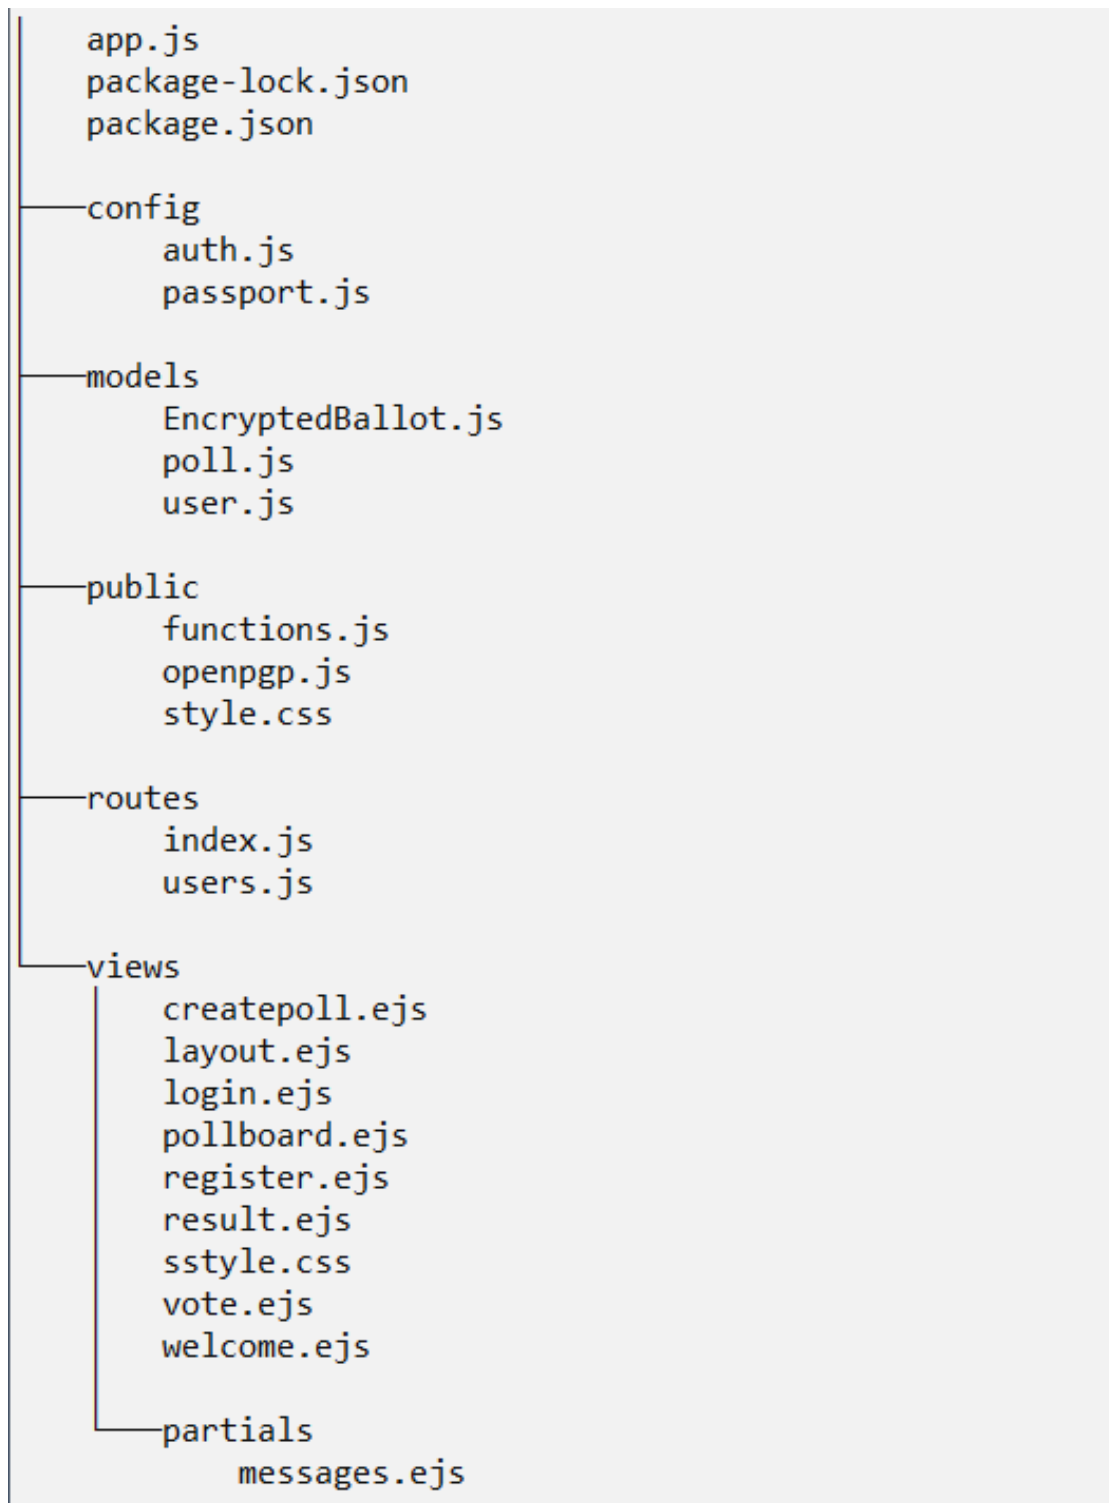 app.js
package-lock.json
package.json
config
auth.js
passport.js
models
EncryptedBallot.js
poll.js
user.js
public
functions.js
openpgp.js
style.css
routes
index.js
users.js
views
createpoll.ejs
layout.ejs
login.ejs
pollboard.ejs
register.ejs
result.ejs
sstyle.css
vote.ejs
welcome.ejs
partials
messages.ejs